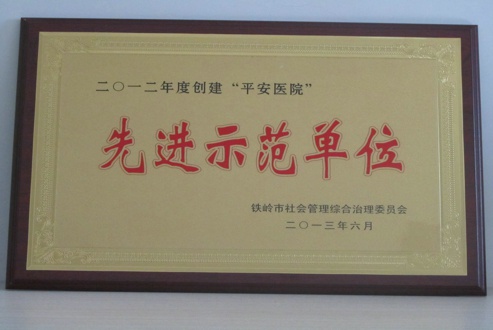 二〇一二年度创建“平安医院”
先进示范单位
铁岭市社会管理综合治理委员会
二〇一三年六月